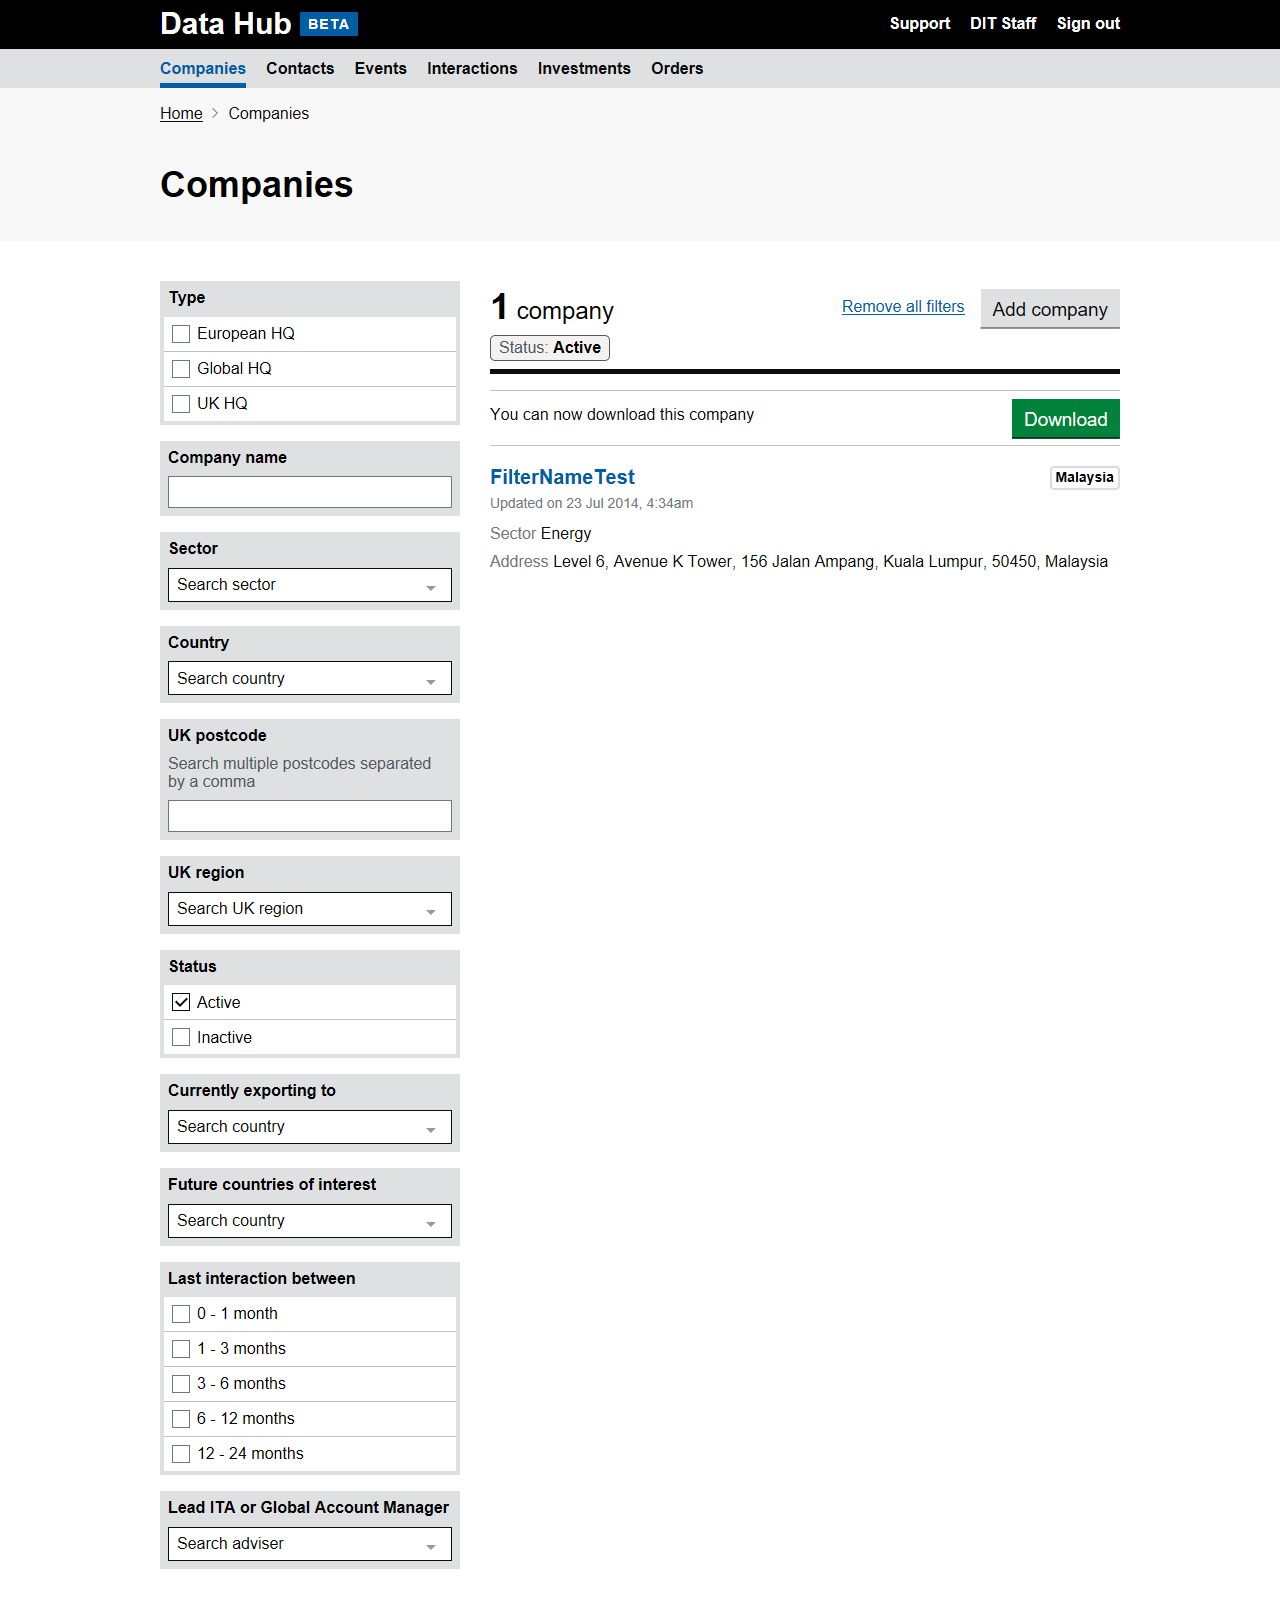 Data Hub BETA
Support DIT Staff Sign out
Companies Contacts Events Interactions Investments Orders
Home Companies
Companies
Type
European HQ
Global HQ
UK HQ
Company name
Sector
Search sector
Country
Search country
UK postcode
Search multiple postcodes separated
by a comma
UK region
Search UK region
Status
Active
Inactive
Currently exporting to
Search country
Future countries of interest
Search country
Last interaction between
0 - 1 month
1 - 3 months
3 - 6 months
6 - 12 months
12 - 24 months
Lead ITA or Global Account Manager
Search adviser
1 company
Remove all filters
Add company
Status: Active
You can now download this company
Download
FilterNameTest
Malaysia
Updated on 23 Jul 2014, 4:34am
Sector Energy
Address Level 6, Avenue K Tower, 156 Jalan Ampang, Kuala Lumpur, 50450, Malaysia